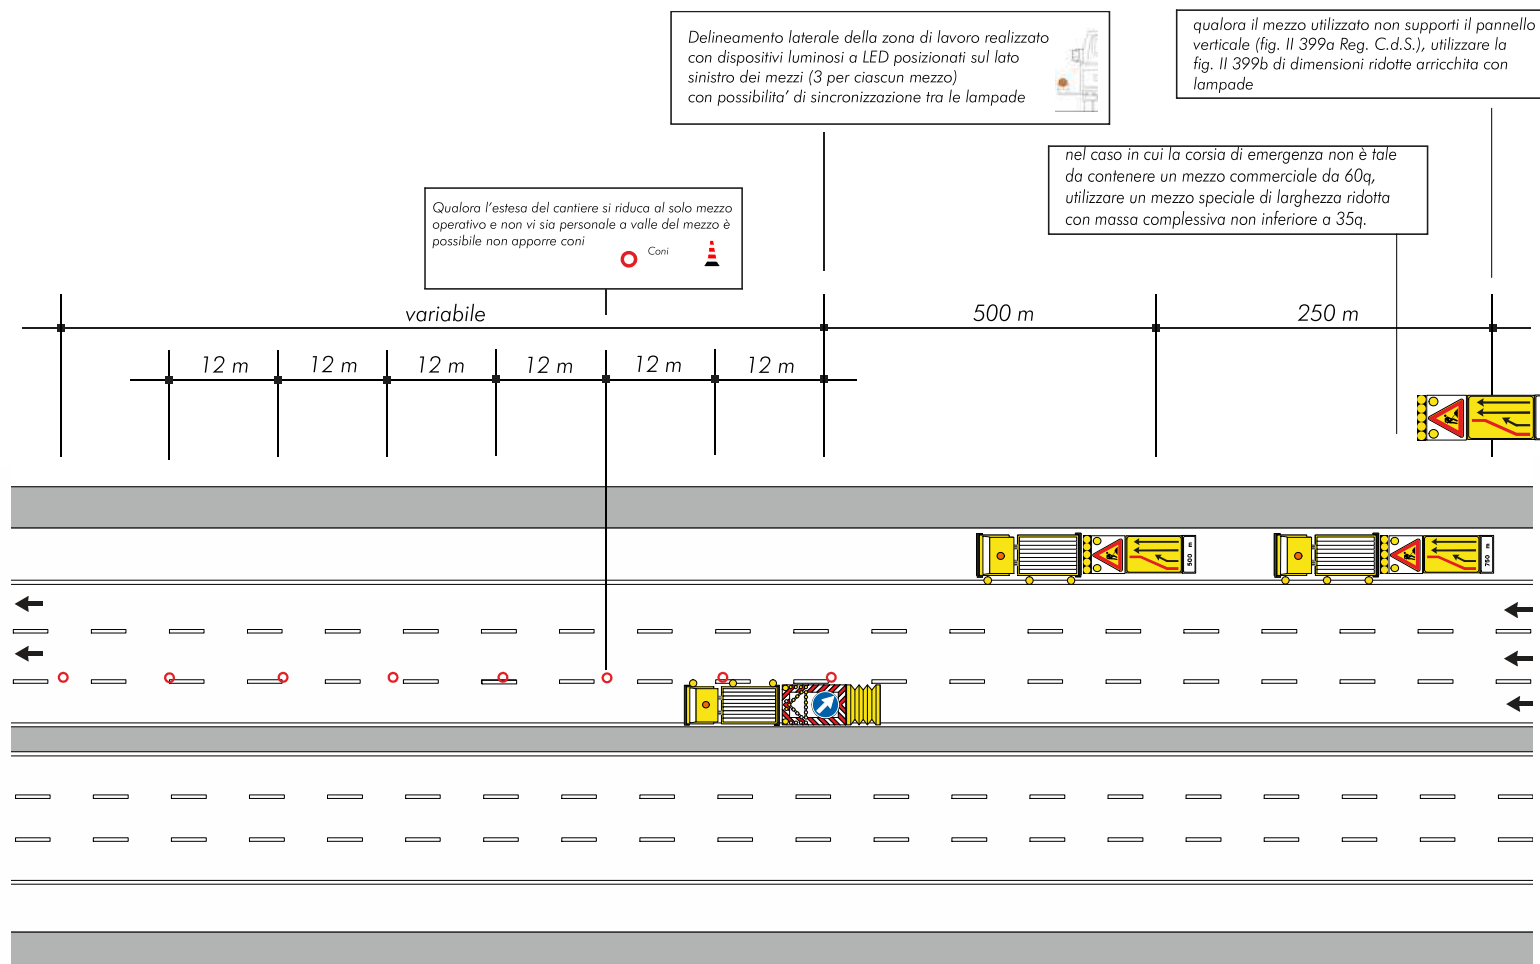 Delineamento laterale della zona di lavoro realizzato
con dispositivi luminosi a LED posizionati sul lato
sinistro dei mezzi (3 per ciascun mezzo)
con possibilita’ di sincronizzazione tra le lampade
qualora il mezzo utilizzato non supporti il pannello
verticale (fig. II 399a Reg. C.d.S.), utilizzare la
fig. II 399b di dimensioni ridotte arricchita con
lampade
nel caso in cui la corsia di emergenza non è tale
da contenere un mezzo commerciale da 60q,
utilizzare un mezzo speciale di larghezza ridotta
con massa complessiva non inferiore a 35q.
Qualora l’estesa del cantiere si riduca al solo mezzo
operativo e non vi sia personale a valle del mezzo è
possibile non apporre coni
Coni
variabile
500 m
250 m
12 m
12 m
12 m
12 m
12 m
12 m
500 m
750 m